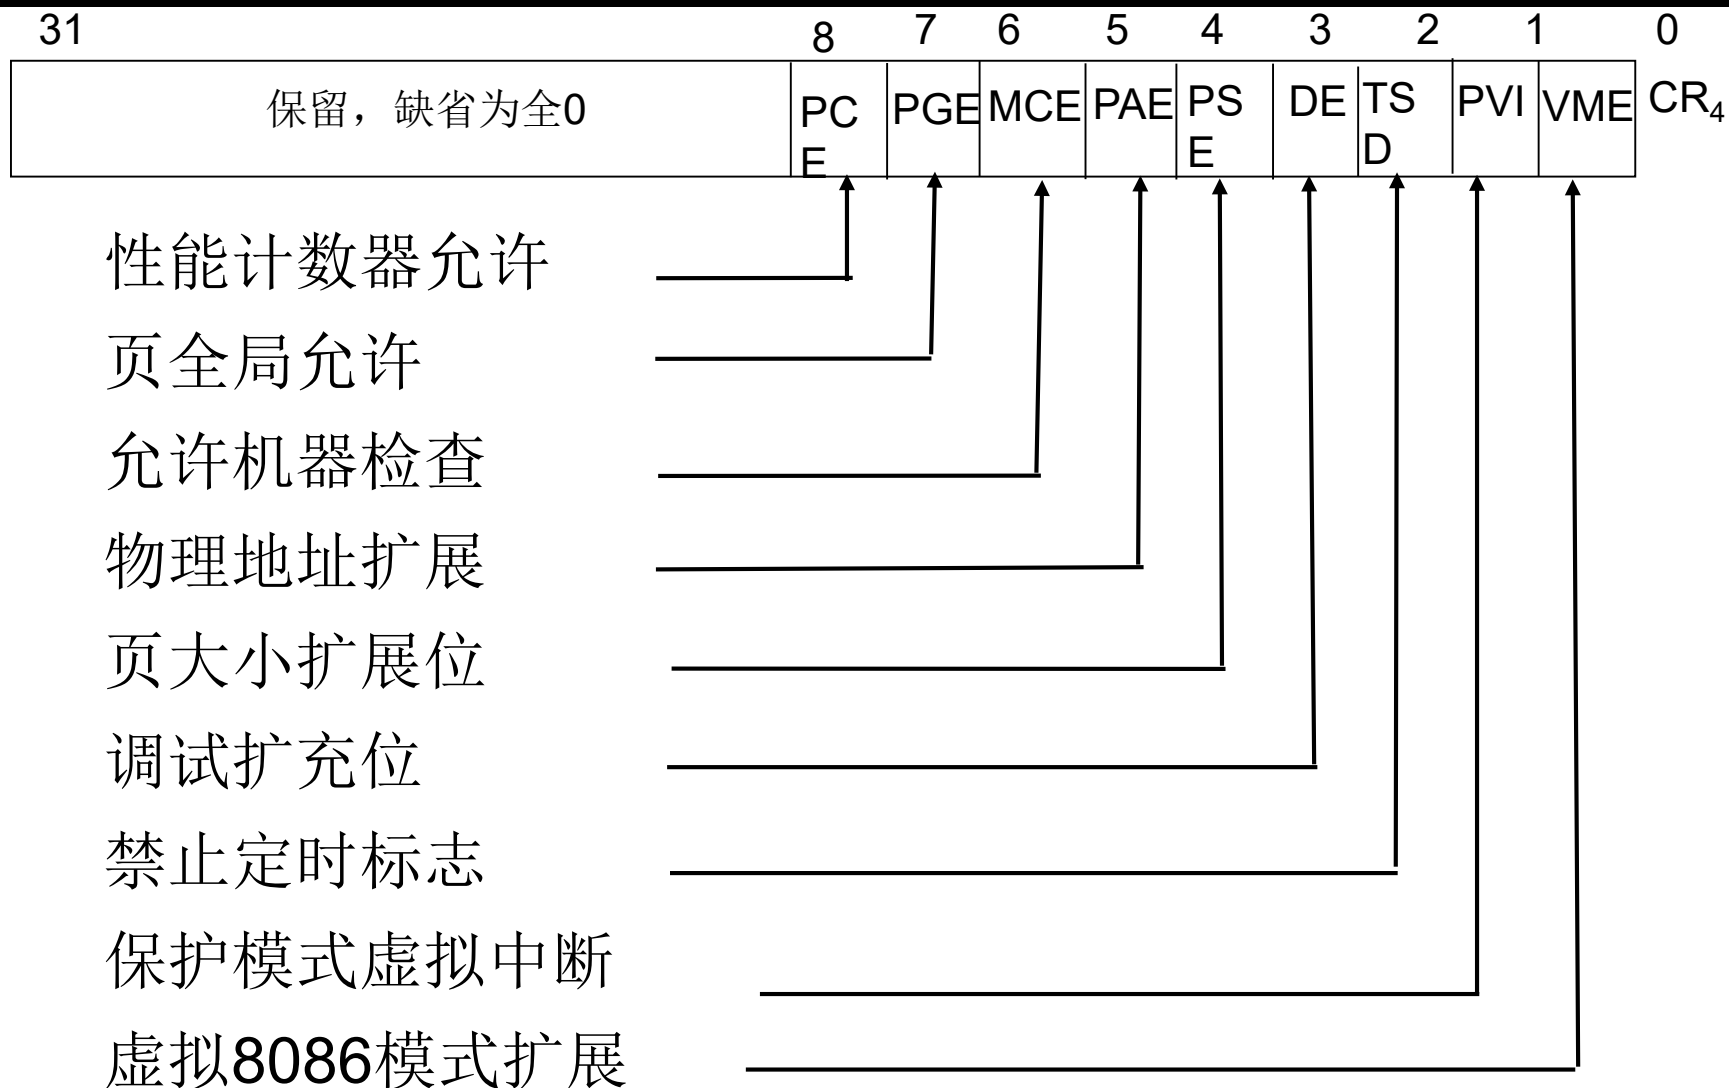 31 8 7 6 5 4 3 2 1 0
保留，缺省为全0 PC PGE MCE PAE PS DE TS PVI VME CR₄
E E D
性能计数器允许
页全局允许
允许机器检查
物理地址扩展
页大小扩展位
调试扩充位
禁止定时标志
保护模式虚拟中断
虚拟8086模式扩展